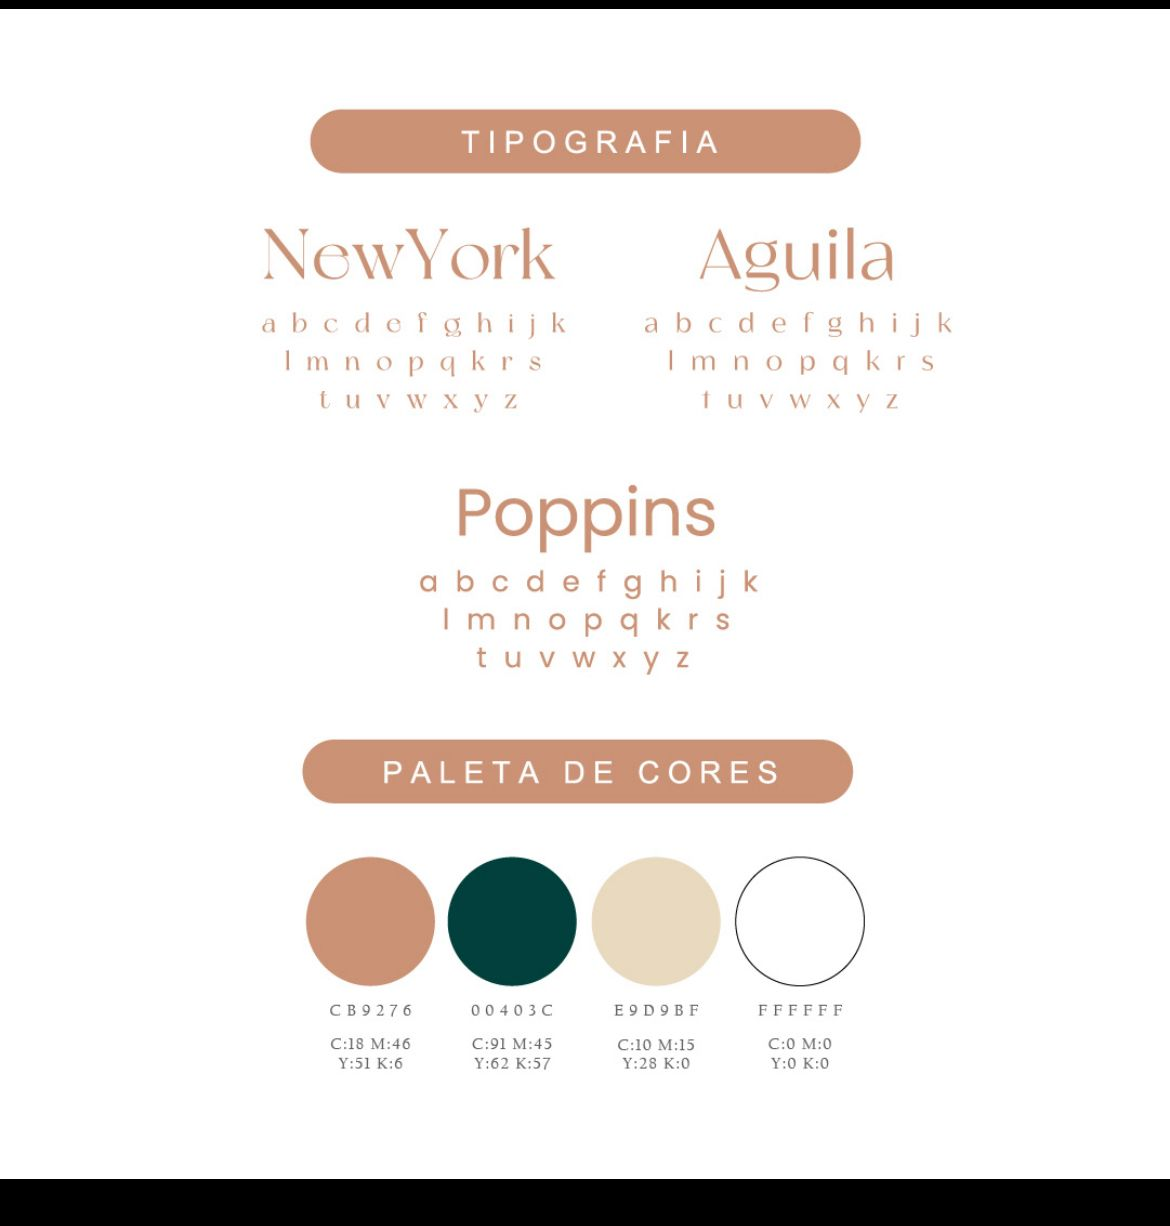 TIPOGRAFIA
NewYork
a b c d e f g h i j k
l m n o p q k r s
t u v w x y z
Aguila
a b c d e f g h i j k
l m n o p q k r s
t u v w x y z
Poppins
a b c d e f g h i j k
l m n o p q k r s
t u v w x y z
PALETA DE CORES
CB9276
C:18 M:46
Y:51 K:6
00403C
C:91 M:45
Y:62 K:57
E9D9BF
C:10 M:15
Y:28 K:0
FFFFFF
C:0 M:0
Y:0 K:0